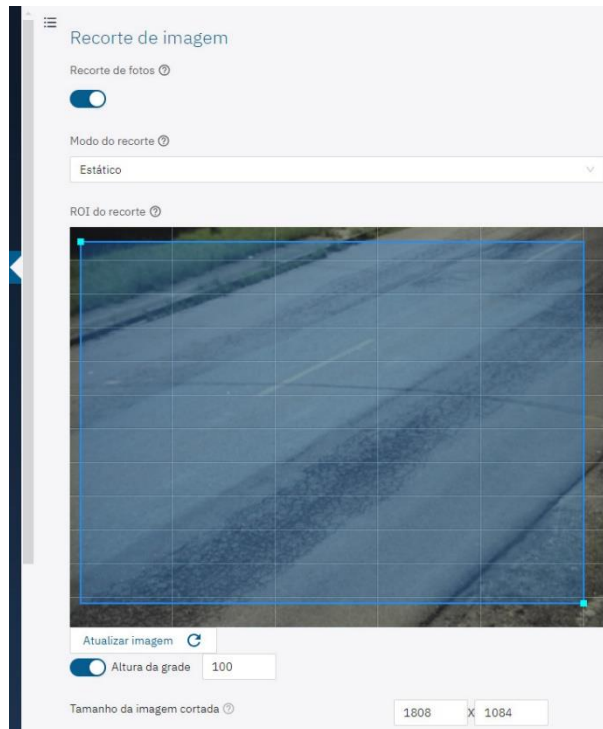 Recorte de imagem
Recorte de fotos
Modo do recorte
Estático
ROI do recorte
Atualizar imagem
Altura da grade 100
Tamanho da imagem cortada 1808 X 1084